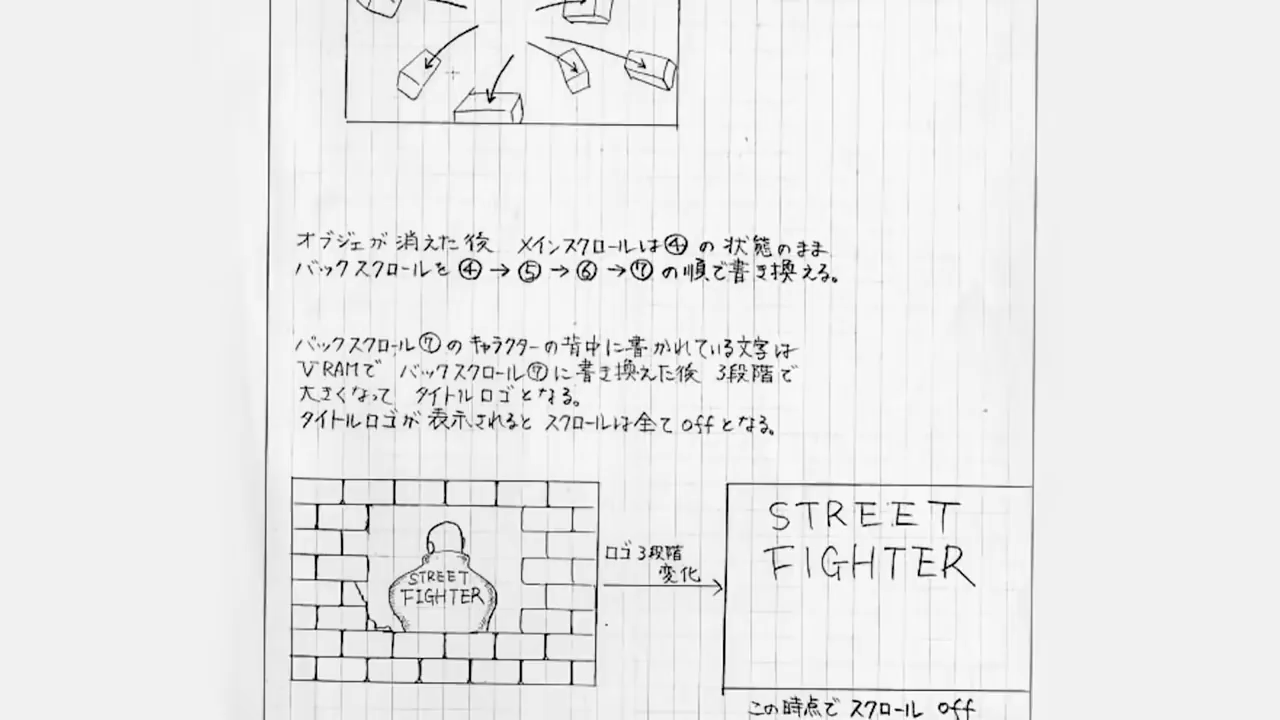 オブジェが消えた後 メインスクロールは④の状態のまま
バックスクロールを④→⑤→⑥→⑦の順で書き換える。
バックスクロール⑦のキャラクターの背中に書かれている文字は
VRAMで バックスクロール⑦に書き換えた後 3段階で
大きくなって タイトルロゴとなる。
タイトルロゴが表示されると スクロールは全てoffとなる。
STREET
FIGHTER
ロゴ3段階
変化
STREET
FIGHTER
この時点でスクロール off